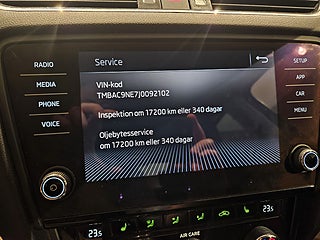 Service
RADIO
MEDIA
PHONE
VOICE
VIN-kod
TMBAC9NE7J0092102
Inspektion om 17200 km eller 340 dagar
Oljebytesservice
om 17200 km eller 340 dagar
SETUP
APP
CAR
MENU
23.5
AIR CARE
23.5